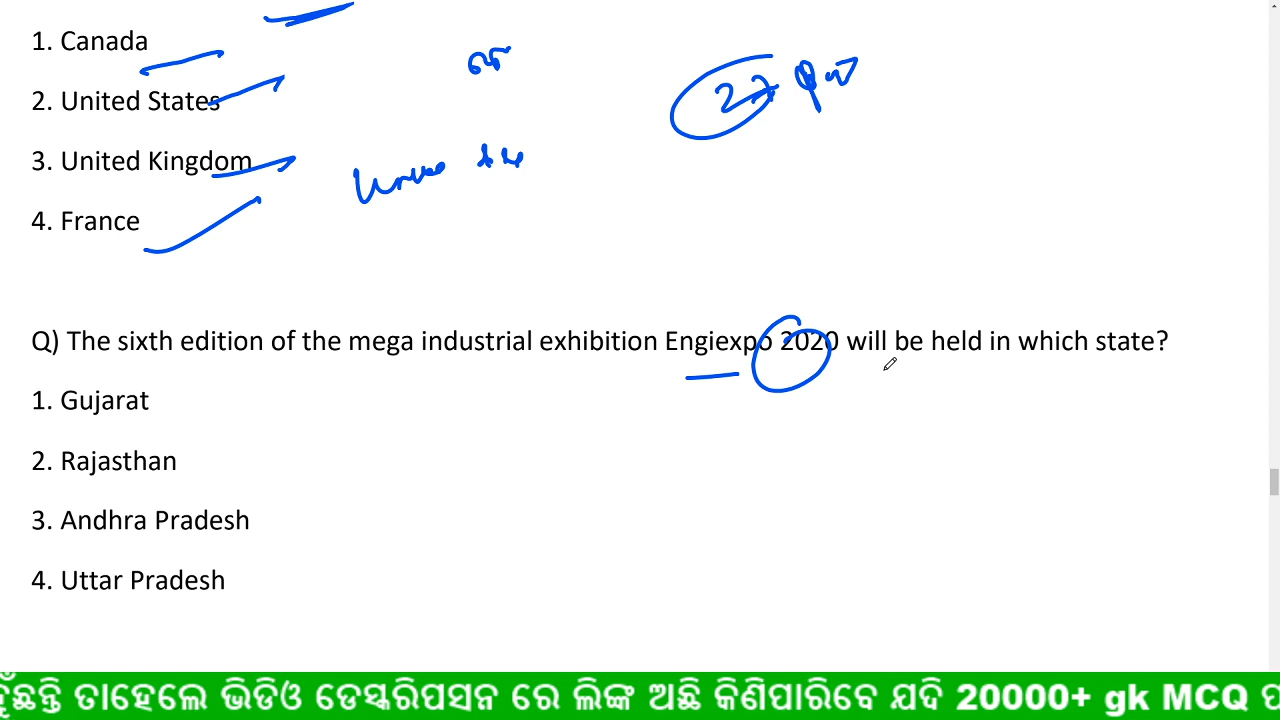 1. Canada
2. United States
3. United Kingdom
4. France
Q) The sixth edition of the mega industrial exhibition Engiexpo 2020 will be held in which state?
1. Gujarat
2. Rajasthan
3. Andhra Pradesh
4. Uttar Pradesh
ତାହେଲେ ଭିଡିଓ ଡେସ୍କରିପସନ ରେ ଲିଙ୍କ ଅଛି କିଣିପାରିବେ ଯଦି 20000+ gk MCQ